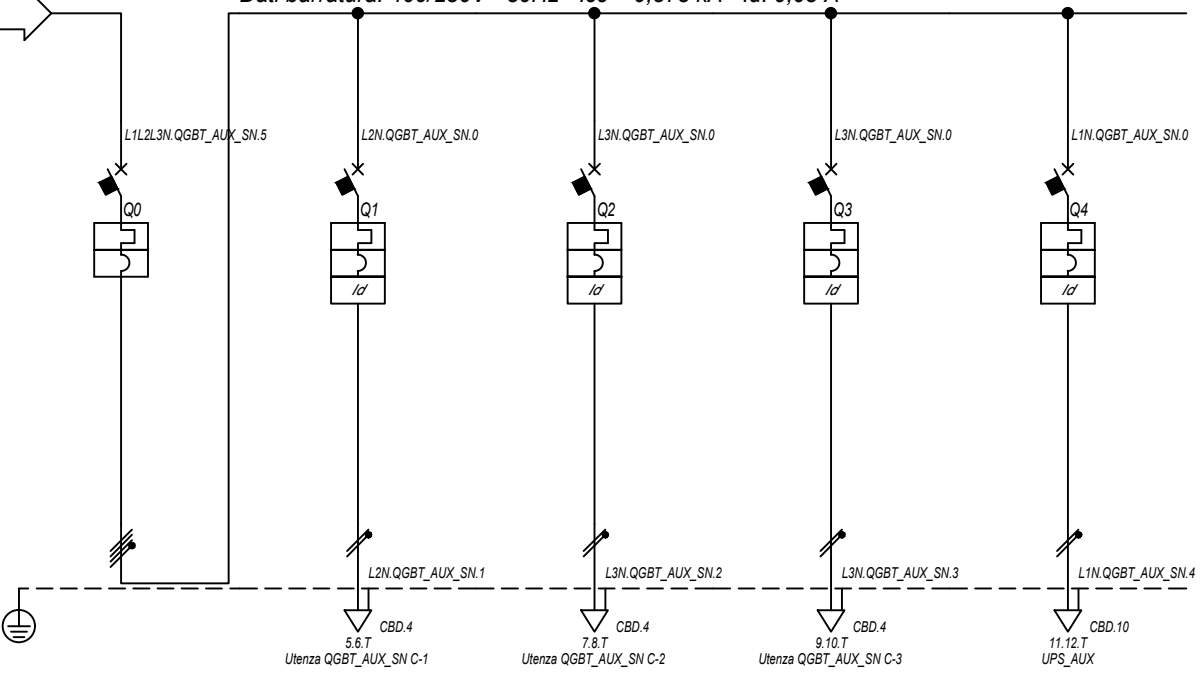 L1L2L3N.QGBT_AUX_SN.5
L2N.QGBT_AUX_SN.0
L3N.QGBT_AUX_SN.0
L3N.QGBT_AUX_SN.0
L1N.QGBT_AUX_SN.0
Q0
Q1
Q2
Q3
Q4
Id
Id
Id
Id
L2N.QGBT_AUX_SN.1
L3N.QGBT_AUX_SN.2
L3N.QGBT_AUX_SN.3
L1N.QGBT_AUX_SN.4
CBD.4
CBD.4
CBD.4
CBD.10
5.6.T
7.8.T
9.10.T
11.12.T
Utenza QGBT_AUX_SN C-1
Utenza QGBT_AUX_SN C-2
Utenza QGBT_AUX_SN C-3
UPS_AUX